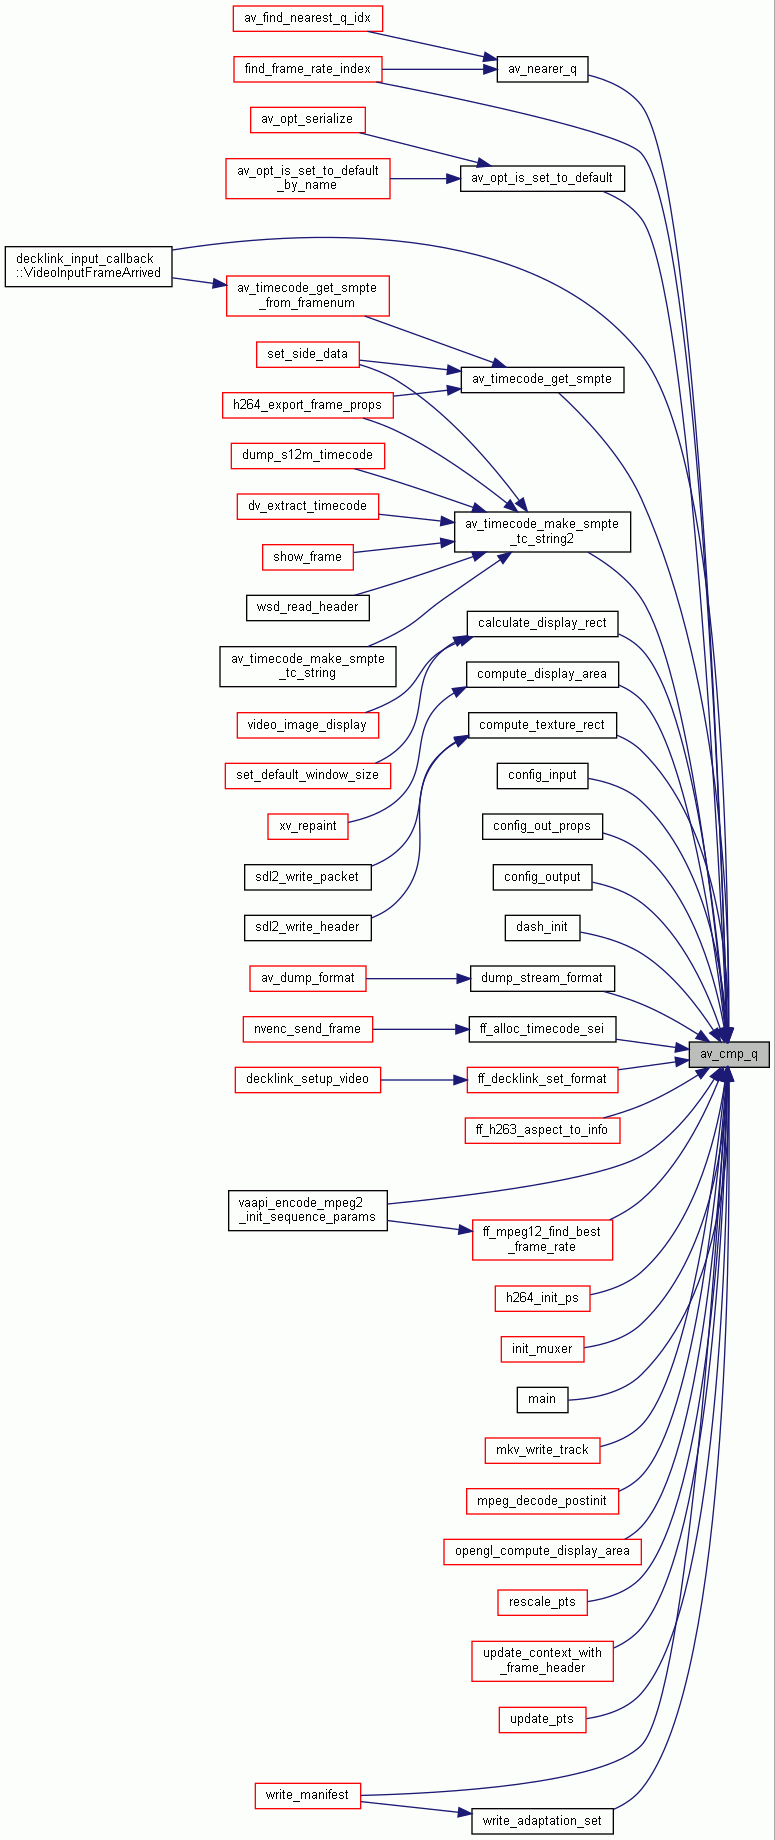 av_find_nearest_q_idx
find_frame_rate_index
av_nearer_q
av_opt_serialize
av_opt_is_set_to_default
_by_name
av_opt_is_set_to_default
decklink_input_callback
::VideoInputFrameArrived
av_timecode_get_smpte
_from_framenum
set_side_data
av_timecode_get_smpte
h264_export_frame_props
dump_s12m_timecode
dv_extract_timecode
av_timecode_make_smpte
_tc_string2
show_frame
wsd_read_header
calculate_display_rect
av_timecode_make_smpte
_tc_string
compute_display_area
video_image_display
compute_texture_rect
set_default_window_size
config_input
xv_repaint
config_out_props
sdl2_write_packet
config_output
sdl2_write_header
dash_init
av_dump_format
dump_stream_format
nvenc_send_frame
ff_alloc_timecode_sei
av_cmp_q
decklink_setup_video
ff_decklink_set_format
ff_h263_aspect_to_info
vaapi_encode_mpeg2
_init_sequence_params
ff_mpeg12_find_best
_frame_rate
h264_init_ps
init_muxer
main
mkv_write_track
mpeg_decode_postinit
opengl_compute_display_area
rescale_pts
update_context_with
_frame_header
update_pts
write_manifest
write_adaptation_set